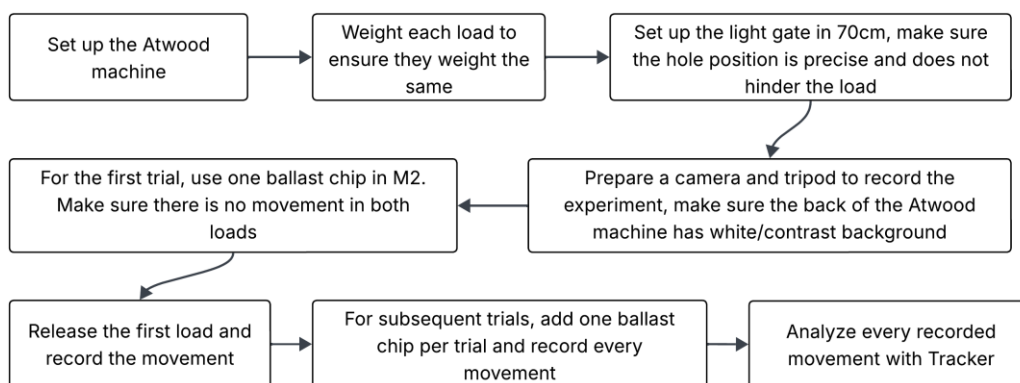 Set up the Atwood
machine
Weight each load to
ensure they weight the
same
Set up the light gate in 70cm, make sure
the hole position is precise and does not
hinder the load
Prepare a camera and tripod to record the
experiment, make sure the back of the Atwood
machine has white/contrast background
For the first trial, use one ballast chip in M2.
Make sure there is no movement in both
loads
Release the first load and
record the movement
For subsequent trials, add one ballast
chip per trial and record every
movement
Analyze every recorded
movement with Tracker